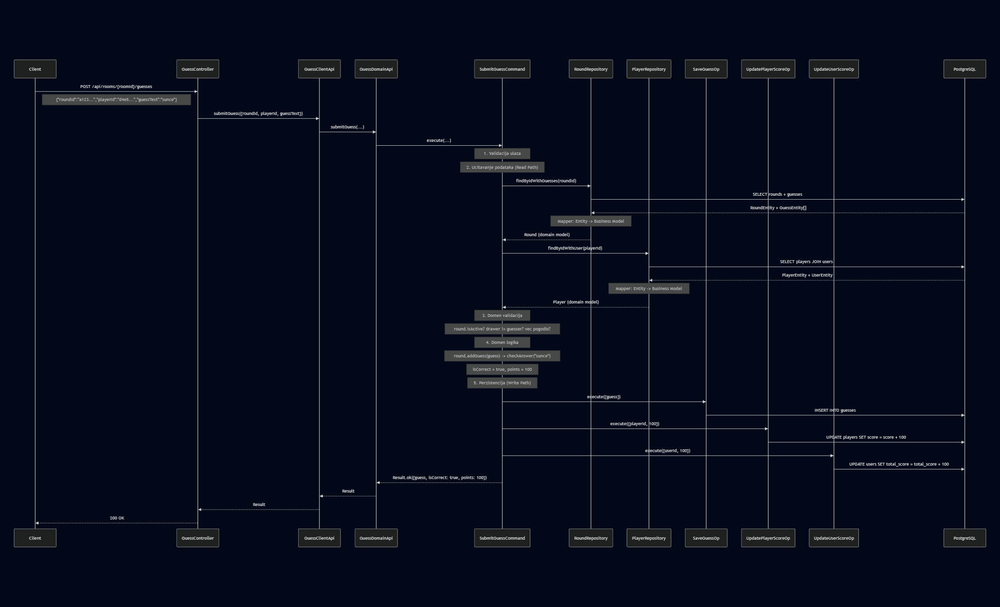 Client
GuessController
GuessClientApi
GuessDomainApi
SubmitGuessCommand
RoundRepository
PlayerRepository
SaveGuessOp
UpdatePlayerScoreOp
UpdateUserScoreOp
PostgreSQL
POST /api/rooms/{roomId}/guesses
{"roundId":"a123...","playerId":"d4e5...","guessText":"sunce"}
submitGuess({roundId, playerId, guessText})
submitGuess(...)
execute(...)
1. Validacija ulaza
2. Ucitavanje podataka (Read Path)
findByIdWithGuesses(roundId)
SELECT rounds + guesses
RoundEntity + GuessEntity[]
Mapper: Entity -> Business Model
Round (domain model)
findByIdWithUser(playerId)
SELECT players JOIN users
PlayerEntity + UserEntity
Mapper: Entity -> Business Model
Player (domain model)
3. Domen validacija
round.isActive? drawer != guesser? vec pogodio?
4. Domen logika
round.addGuess(guess) -> checkAnswer("sunce")
isCorrect = true, points = 100
5. Perzistencija (Write Path)
execute({guess})
INSERT INTO guesses
execute({playerId, 100})
UPDATE players SET score = score + 100
execute({userId, 100})
UPDATE users SET total_score = total_score + 100
Result.ok({guess, isCorrect: true, points: 100})
Result
Result
200 OK
Client
GuessController
GuessClientApi
GuessDomainApi
SubmitGuessCommand
RoundRepository
PlayerRepository
SaveGuessOp
UpdatePlayerScoreOp
UpdateUserScoreOp
PostgreSQL